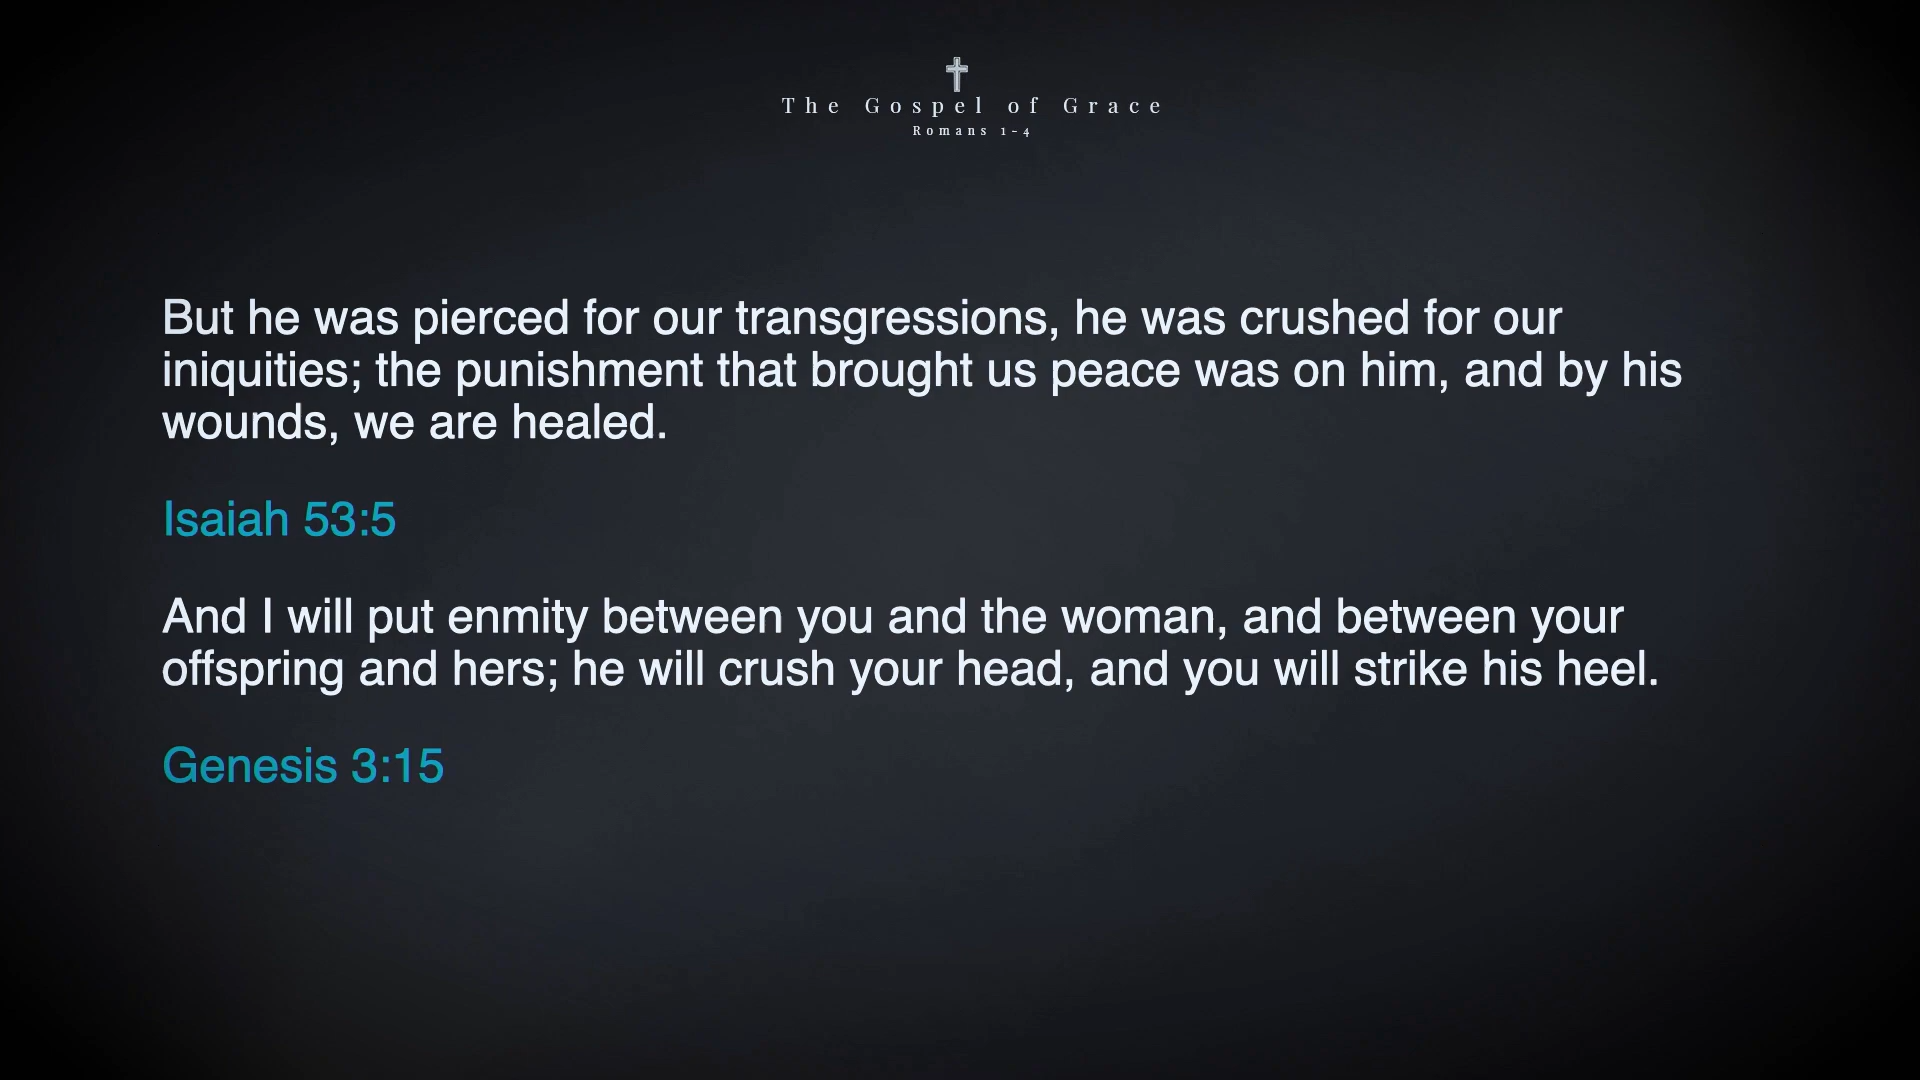 The Gospel of Grace
Romans 1-4
But he was pierced for our transgressions, he was crushed for our
iniquities; the punishment that brought us peace was on him, and by his
wounds, we are healed.
Isaiah 53:5
And I will put enmity between you and the woman, and between your
offspring and hers; he will crush your head, and you will strike his heel.
Genesis 3:15